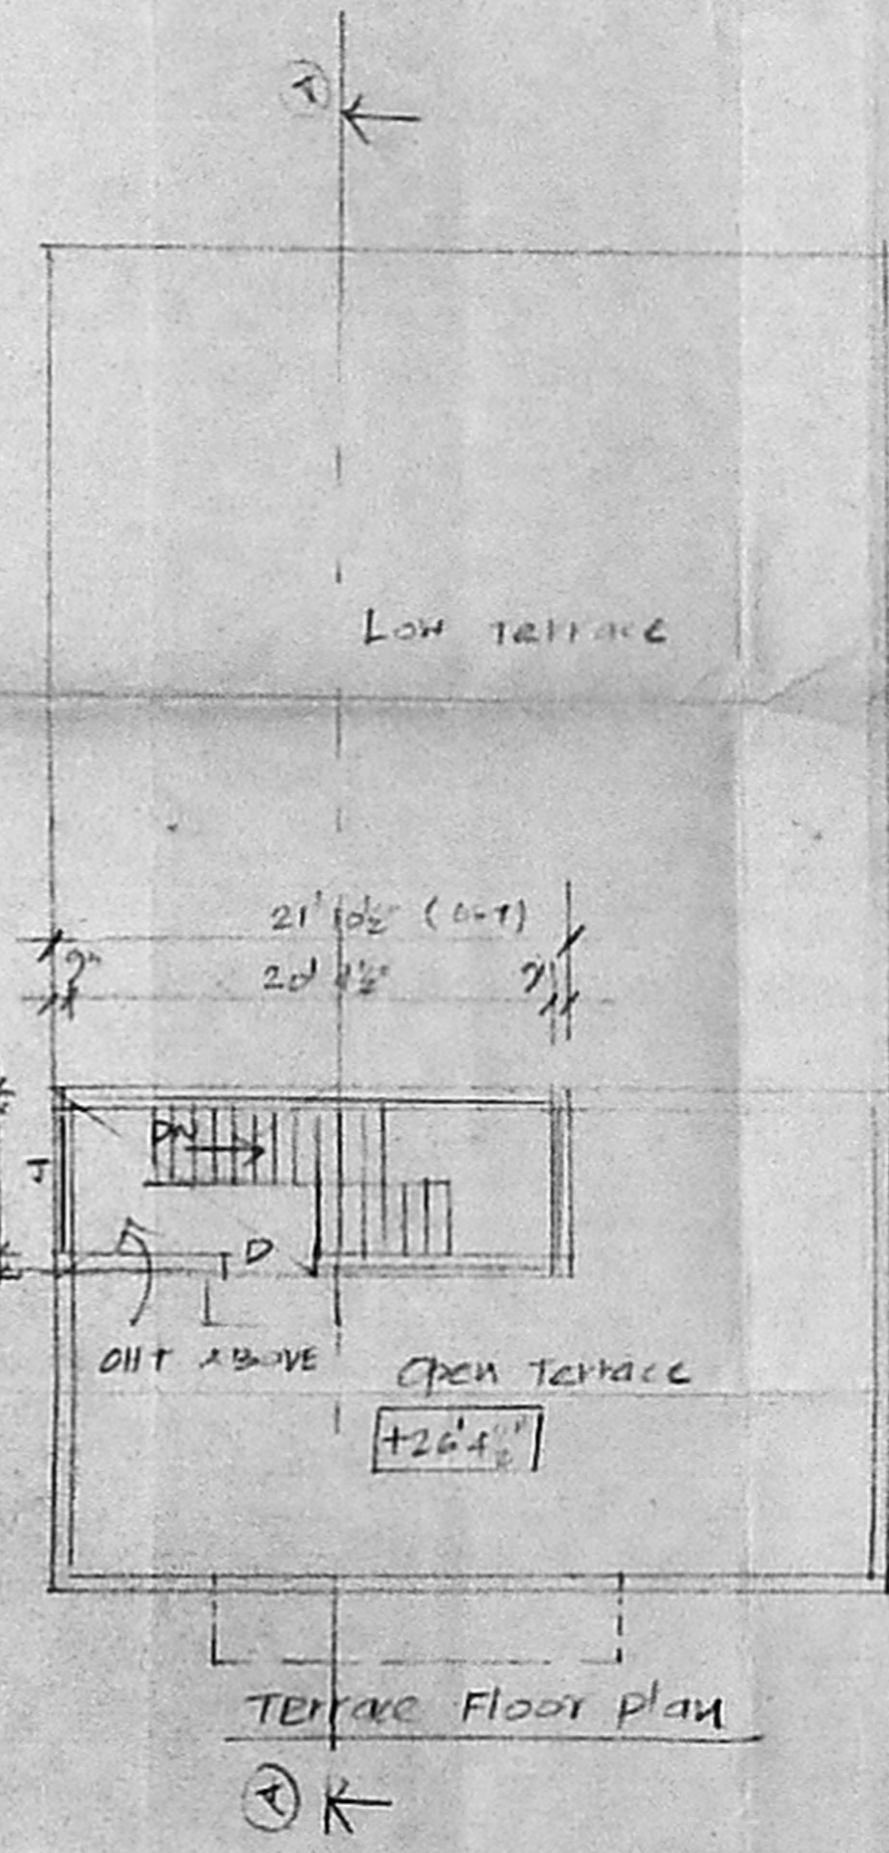 A
Low Terrace
21' 10½" (Out)
9"
20' 4½"
9"
DN
J
D
OHT ABOVE
Open Terrace
+26'4½"
Terrace Floor Plan
A